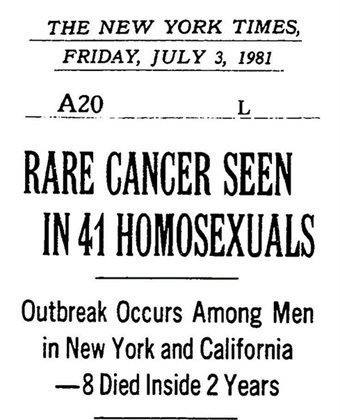 THE NEW YORK TIMES,
FRIDAY, JULY 3, 1981
A20 L
RARE CANCER SEEN
IN 41 HOMOSEXUALS
Outbreak Occurs Among Men
in New York and California
—8 Died Inside 2 Years